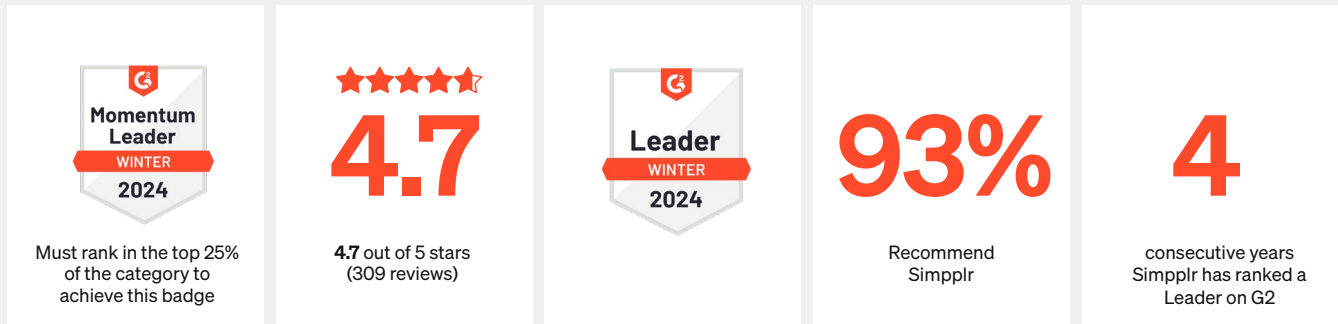 G2
Momentum
Leader
WINTER
2024
Must rank in the top 25%
of the category to
achieve this badge
4.7
4.7 out of 5 stars
(309 reviews)
G2
Leader
WINTER
2024
93%
Recommend
Simpplr
4
consecutive years
Simpplr has ranked a
Leader on G2